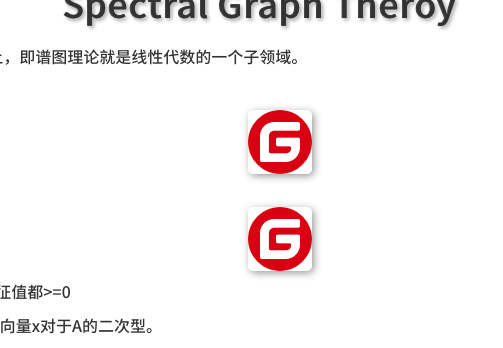 Spectral Graph Theroy
，即谱图理论就是线性代数的一个子领域。
G
G
征值都>=0
向量x对于A的二次型。